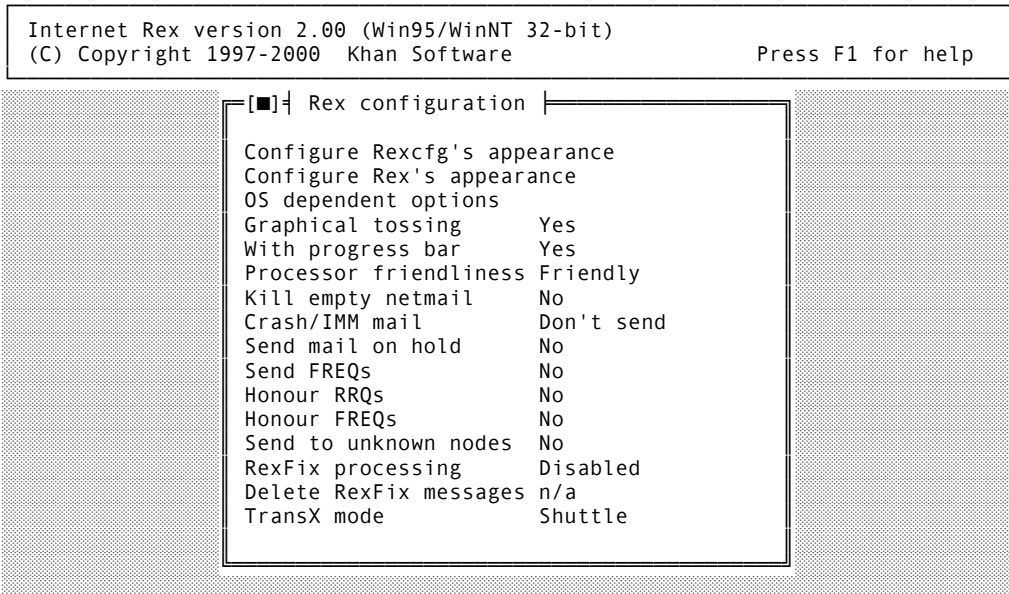 Internet Rex version 2.00 (Win95/WinNT 32-bit)
(C) Copyright 1997-2000 Khan Software Press F1 for help
[■] Rex configuration
Configure Rexcfg's appearance
Configure Rex's appearance
OS dependent options
Graphical tossing Yes
With progress bar Yes
Processor friendliness Friendly
Kill empty netmail No
Crash/IMM mail Don't send
Send mail on hold No
Send FREQs No
Honour RRQs No
Honour FREQs No
Send to unknown nodes No
RexFix processing Disabled
Delete RexFix messages n/a
TransX mode Shuttle